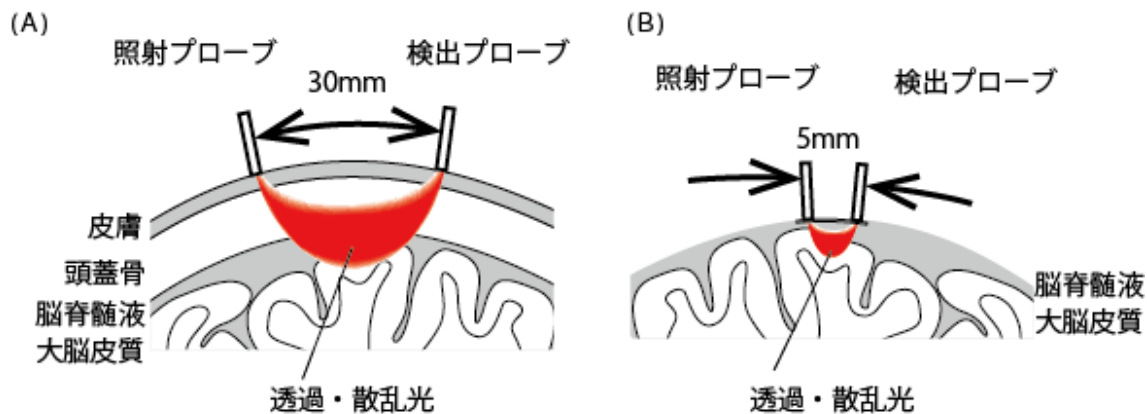 (A)
照射プローブ
検出プローブ
30mm
皮膚
頭蓋骨
脳脊髄液
大脳皮質
透過・散乱光
(B)
照射プローブ
検出プローブ
5mm
脳脊髄液
大脳皮質
透過・散乱光